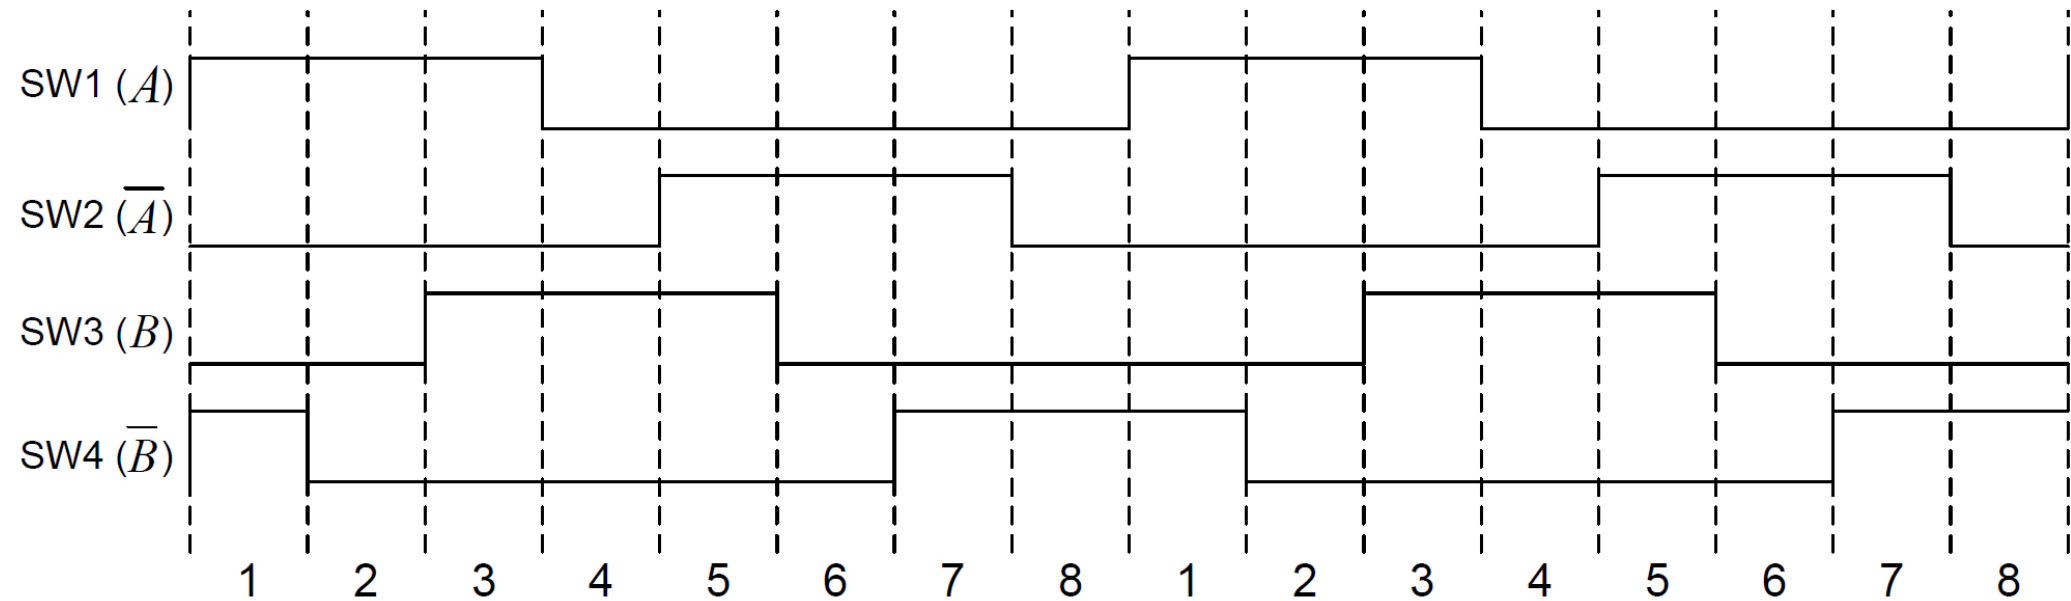 SW1 (A)
SW2 (A̅)
SW3 (B)
SW4 (B̅)
1 2 3 4 5 6 7 8 1 2 3 4 5 6 7 8